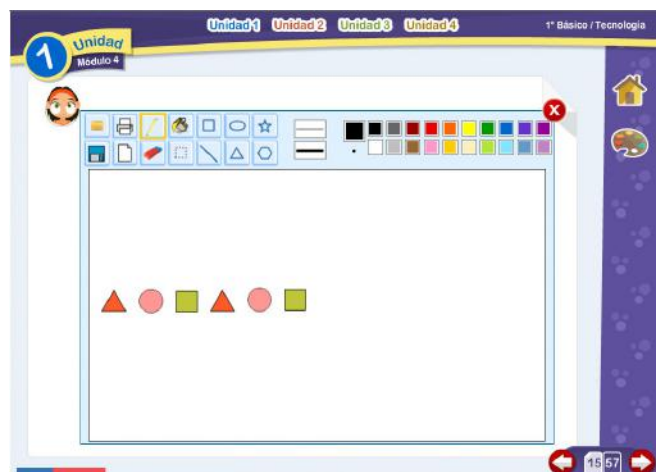 Unidad 1 Unidad 2 Unidad 3 Unidad 4
1° Básico / Tecnología
1
Unidad
Módulo 4
X
15 57